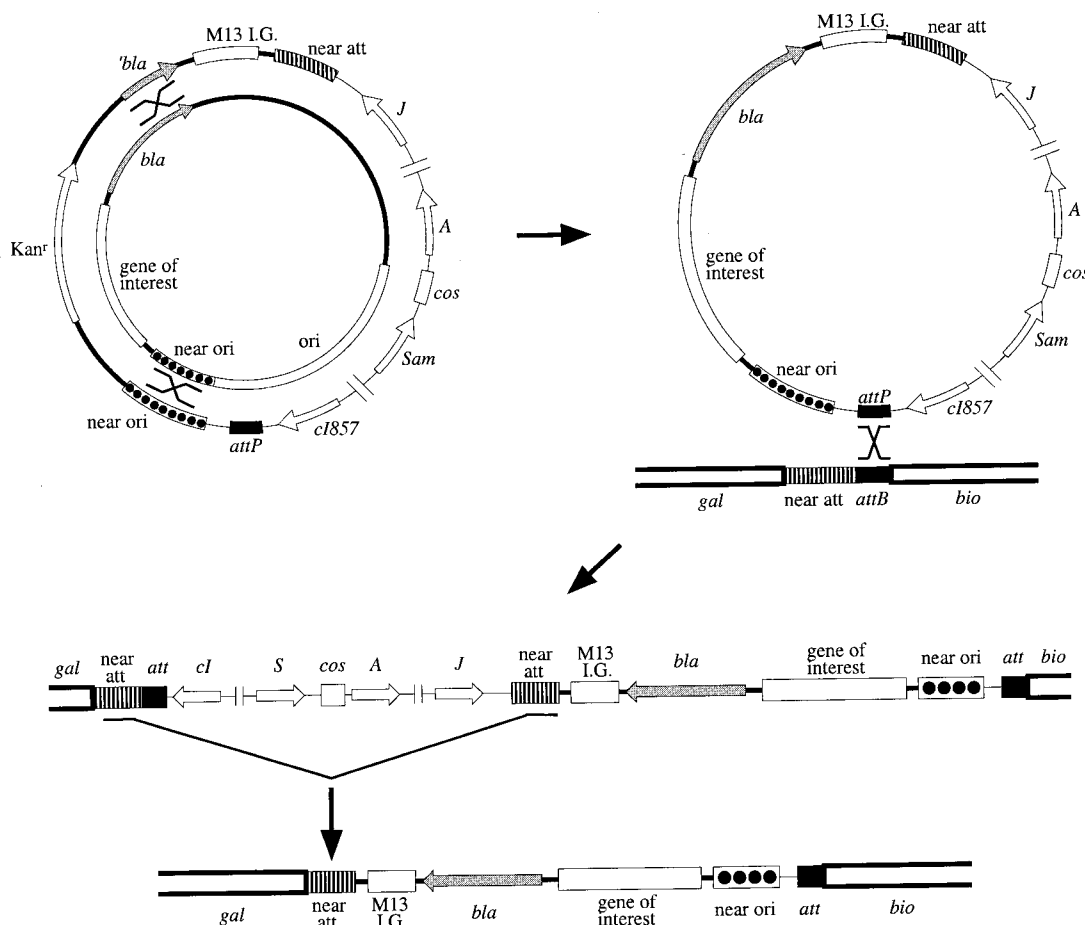 M13 I.G.
near att
'bla
J
bla
A
Kanr
gene of
interest
cos
near ori
ori
Sam
near ori
cI857
attP
M13 I.G.
near att
J
bla
A
gene of
interest
cos
Sam
near ori
attP
cI857
gal
near att
attB
bio
gal
near
att
att
cI
S
cos
A
J
near
att
M13
I.G.
bla
gene of
interest
near ori
att
bio
gal
near
att
M13
I.G.
bla
gene of
interest
near ori
att
bio